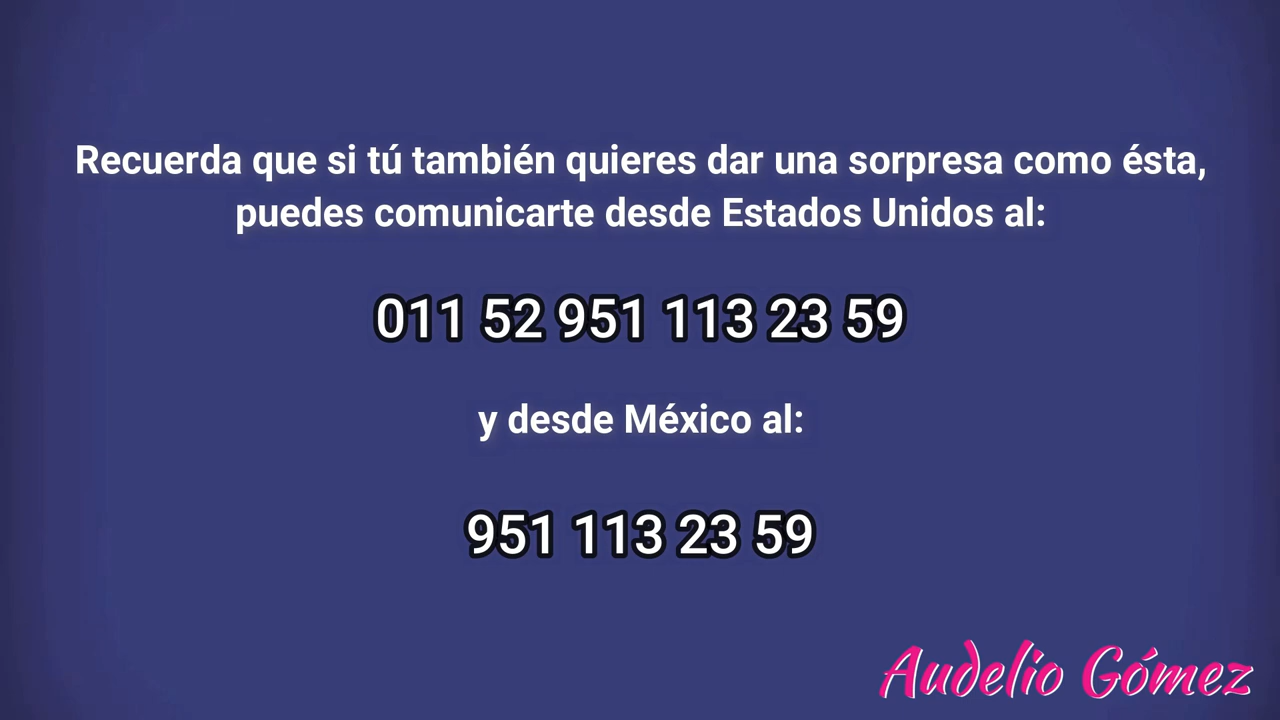 Recuerda que si tú también quieres dar una sorpresa como ésta,
puedes comunicarte desde Estados Unidos al:
011 52 951 113 23 59
y desde México al:
951 113 23 59
Audelio Gómez